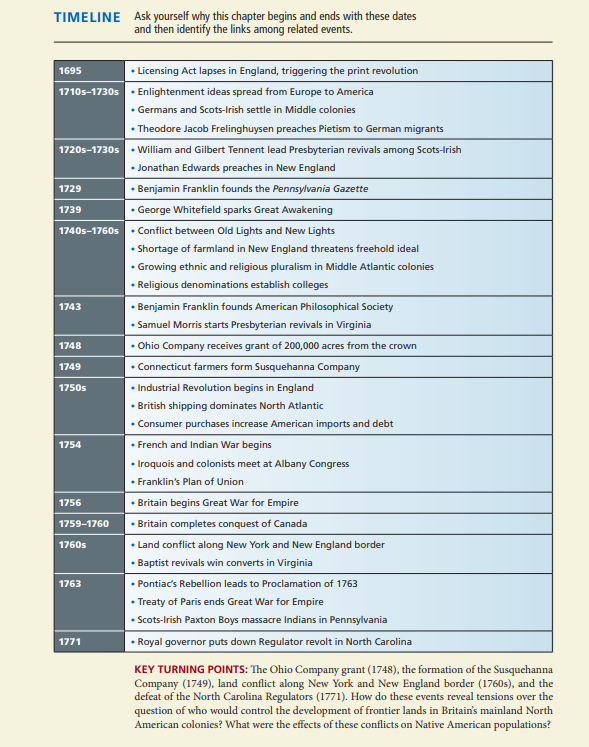 TIMELINE
Ask yourself why this chapter begins and ends with these dates
and then identify the links among related events.
1695
• Licensing Act lapses in England, triggering the print revolution
1710s–1730s
• Enlightenment ideas spread from Europe to America
• Germans and Scots-Irish settle in Middle colonies
• Theodore Jacob Frelinghuysen preaches Pietism to German migrants
1720s–1730s
• William and Gilbert Tennent lead Presbyterian revivals among Scots-Irish
• Jonathan Edwards preaches in New England
1729
• Benjamin Franklin founds the Pennsylvania Gazette
1739
• George Whitefield sparks Great Awakening
1740s–1760s
• Conflict between Old Lights and New Lights
• Shortage of farmland in New England threatens freehold ideal
• Growing ethnic and religious pluralism in Middle Atlantic colonies
• Religious denominations establish colleges
1743
• Benjamin Franklin founds American Philosophical Society
• Samuel Morris starts Presbyterian revivals in Virginia
1748
• Ohio Company receives grant of 200,000 acres from the crown
1749
• Connecticut farmers form Susquehanna Company
1750s
• Industrial Revolution begins in England
• British shipping dominates North Atlantic
• Consumer purchases increase American imports and debt
1754
• French and Indian War begins
• Iroquois and colonists meet at Albany Congress
• Franklin's Plan of Union
1756
• Britain begins Great War for Empire
1759–1760
• Britain completes conquest of Canada
1760s
• Land conflict along New York and New England border
• Baptist revivals win converts in Virginia
1763
• Pontiac's Rebellion leads to Proclamation of 1763
• Treaty of Paris ends Great War for Empire
• Scots-Irish Paxton Boys massacre Indians in Pennsylvania
1771
• Royal governor puts down Regulator revolt in North Carolina
KEY TURNING POINTS: The Ohio Company grant (1748), the formation of the Susquehanna
Company (1749), land conflict along New York and New England border (1760s), and the
defeat of the North Carolina Regulators (1771). How do these events reveal tensions over the
question of who would control the development of frontier lands in Britain's mainland North
American colonies? What were the effects of these conflicts on Native American populations?